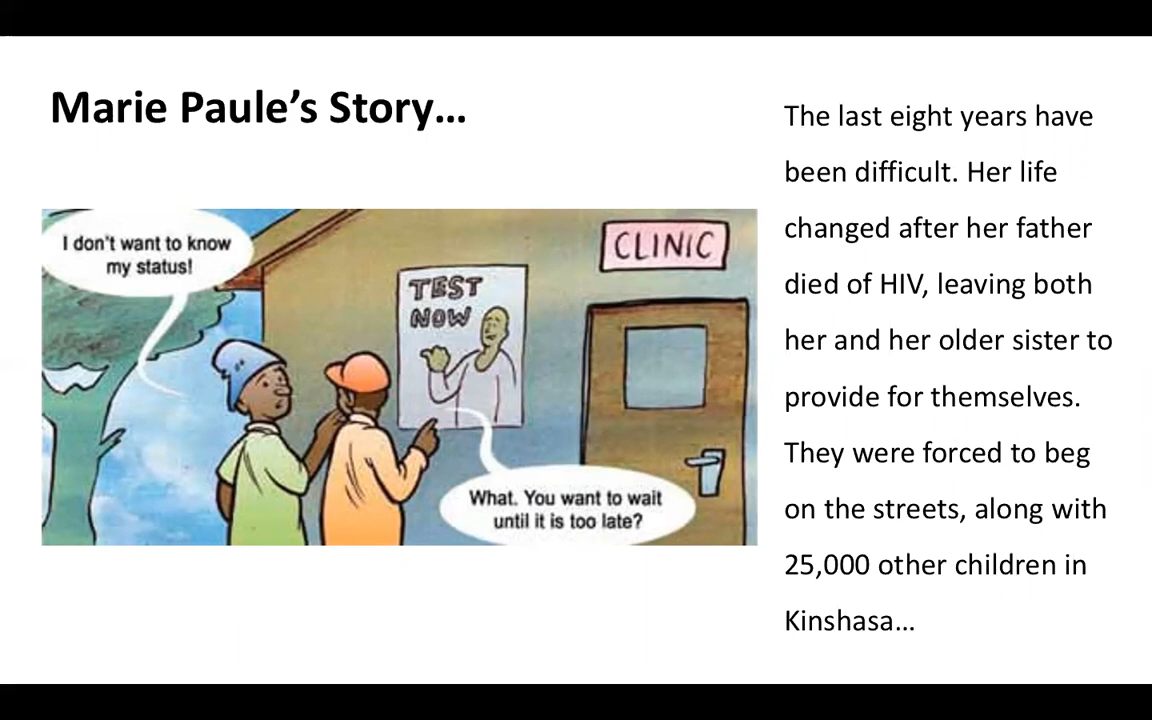 Marie Paule’s Story…
I don't want to know
my status!
CLINIC
TEST
NOW
What. You want to wait
until it is too late?
The last eight years have
been difficult. Her life
changed after her father
died of HIV, leaving both
her and her older sister to
provide for themselves.
They were forced to beg
on the streets, along with
25,000 other children in
Kinshasa…